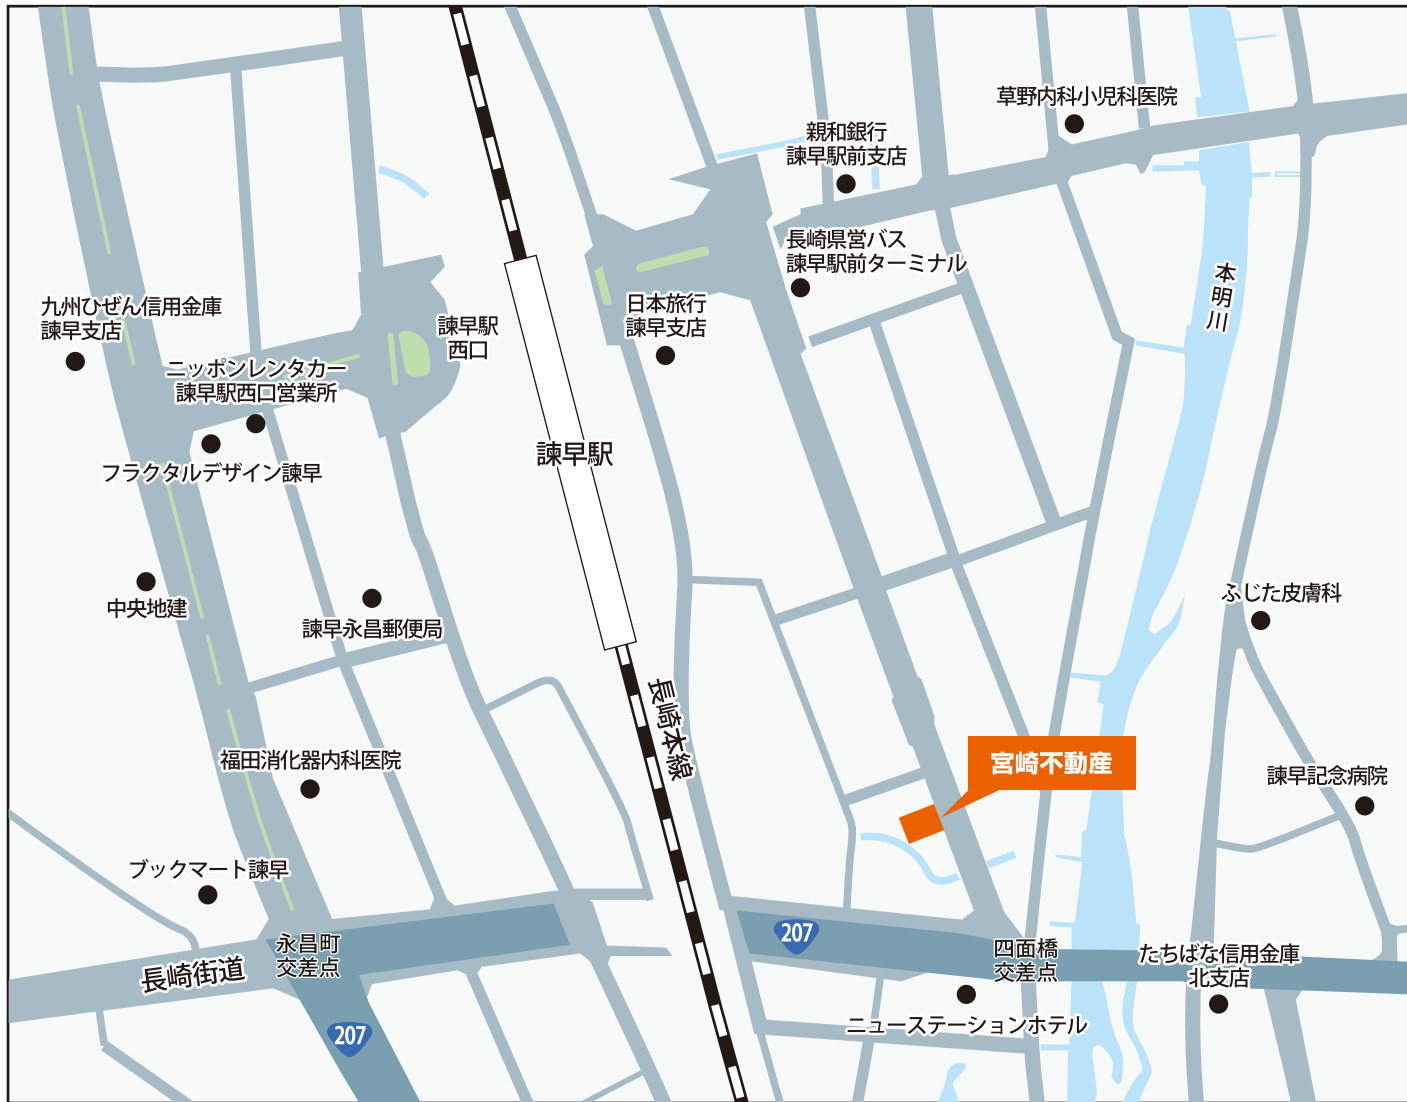 草野内科小児科医院
親和銀行
諫早駅前支店
長崎県営バス
諫早駅前ターミナル
本明川
九州ひぜん信用金庫
諫早支店
諫早駅
西口
日本旅行
諫早支店
ニッポンレンタカー
諫早駅西口営業所
フラクタルデザイン諫早
諫早駅
中央地建
諫早永昌郵便局
ふじた皮膚科
長崎本線
福田消化器内科医院
宮崎不動産
諫早記念病院
ブックマート諫早
永昌町
交差点
207
四面橋
交差点
たちばな信用金庫
北支店
長崎街道
ニューステーションホテル
207